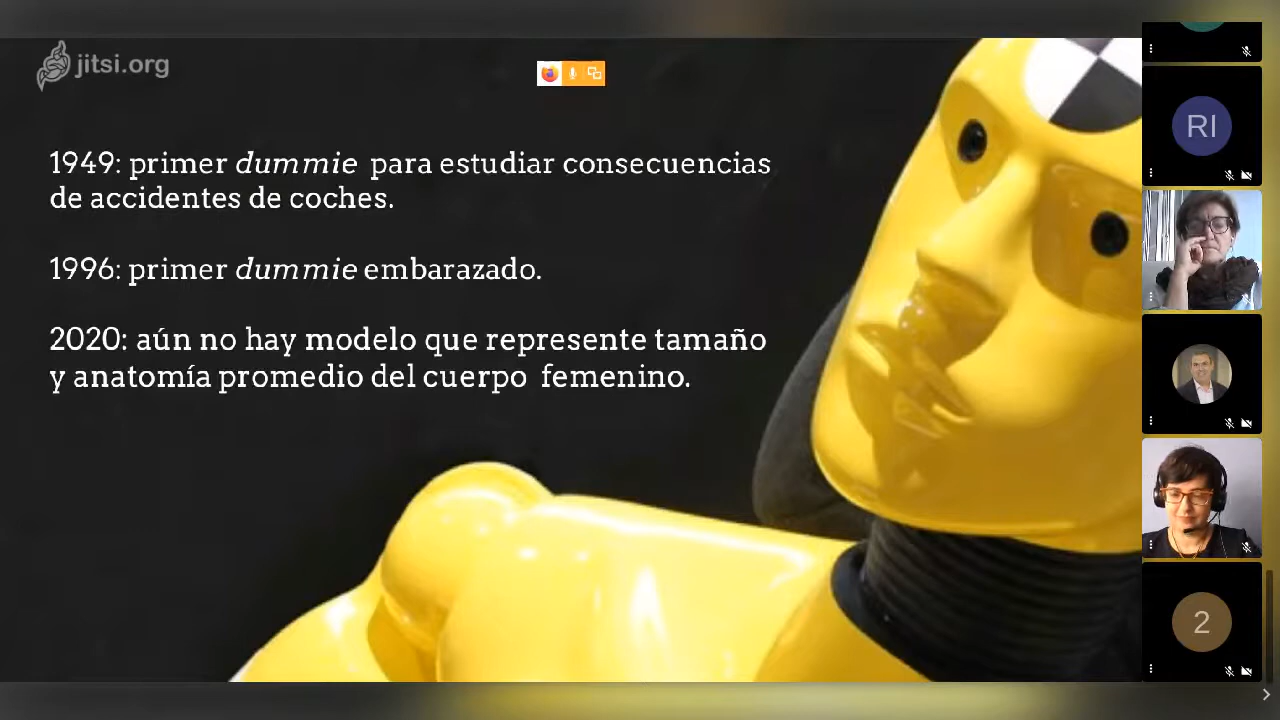 jitsi.org
1949: primer dummie para estudiar consecuencias
de accidentes de coches.
1996: primer dummie embarazado.
2020: aún no hay modelo que represente tamaño
y anatomía promedio del cuerpo femenino.
RI
2